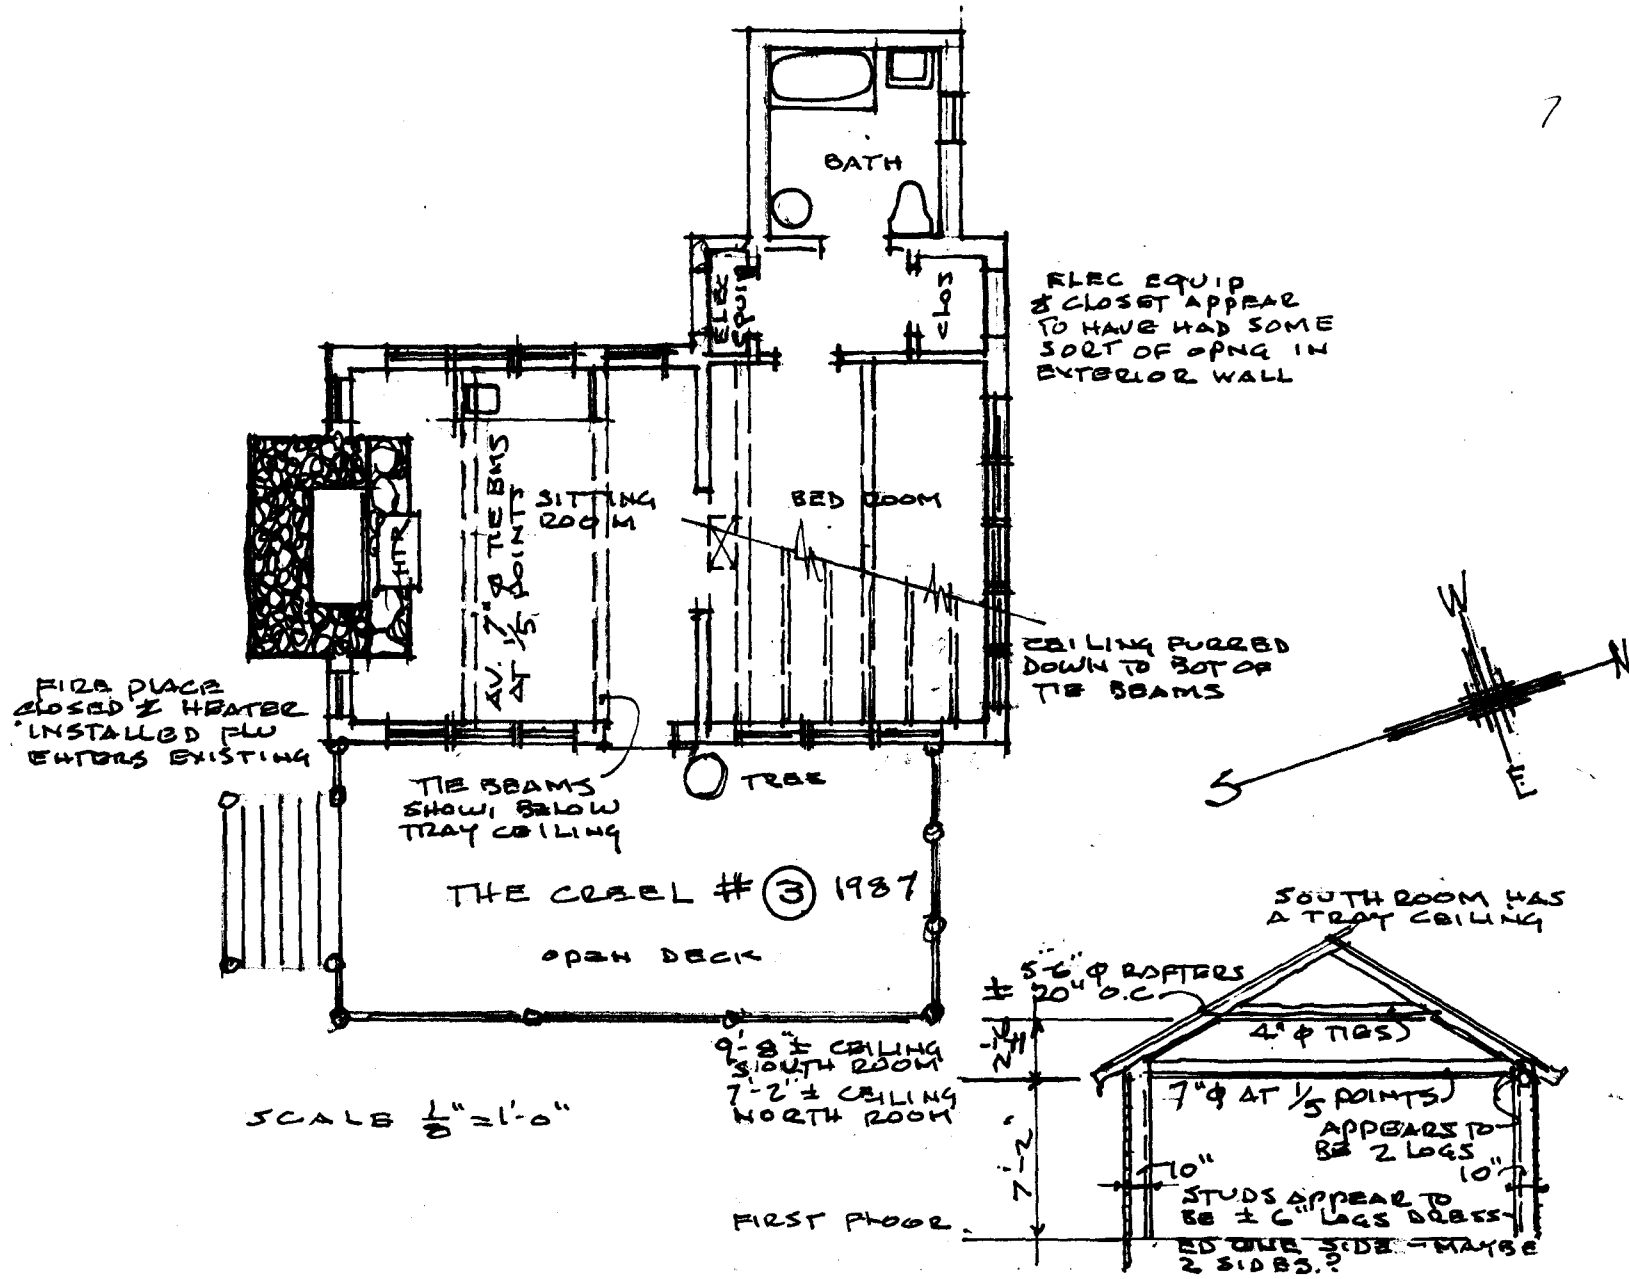 7
BATH
ELEC
EQUIP
CLOS
ELEC EQUIP
& CLOSET APPEAR
TO HAVE HAD SOME
SORT OF OPNG IN
EXTERIOR WALL
AV. 7" Φ TIE BMS
AT 1/5 POINTS
SITTING
ROOM
BED ROOM
HTR
CEILING FURRED
DOWN TO BOT OF
TIE BEAMS
W
N
S
E
FIRE PLACE
CLOSED & HEATER
INSTALLED FLU
ENTERS EXISTING
TIE BEAMS
SHOW, BELOW
TRAY CEILING
TREE
THE CREEL # 3 1987
OPEN DECK
SOUTH ROOM HAS
A TRAY CEILING
5-6" Φ RAFTERS
± 20" O.C.
4" Φ TIES
9'-8"± CEILING
SOUTH ROOM
7'-2"± CEILING
NORTH ROOM
7" Φ AT 1/5 POINTS
APPEARS TO
BE 2 LOGS
7'-2"
10"
10"
STUDS APPEAR TO
BE ± 6" LOGS DRESS-
ED ONE SIDE - MAYBE
2 SIDES.?
SCALE 1/8" = 1'-0"
FIRST FLOOR